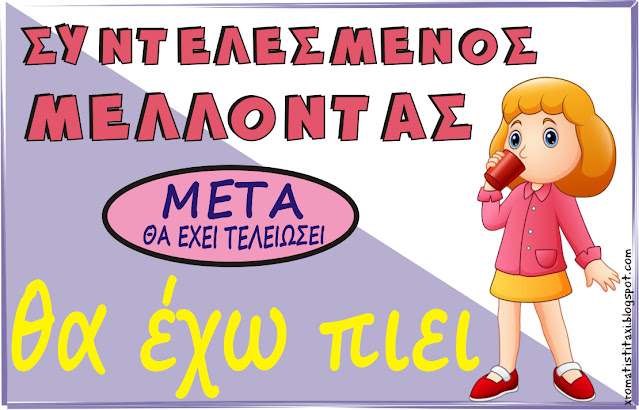 ΣΥΝΤΕΛΕΣΜΕΝΟΣ
ΜΕΛΛΟΝΤΑΣ
ΜΕΤΑ
ΘΑ ΕΧΕΙ ΤΕΛΕΙΩΣΕΙ
θα έχω πιει
xromatistitaxi.blogspot.com